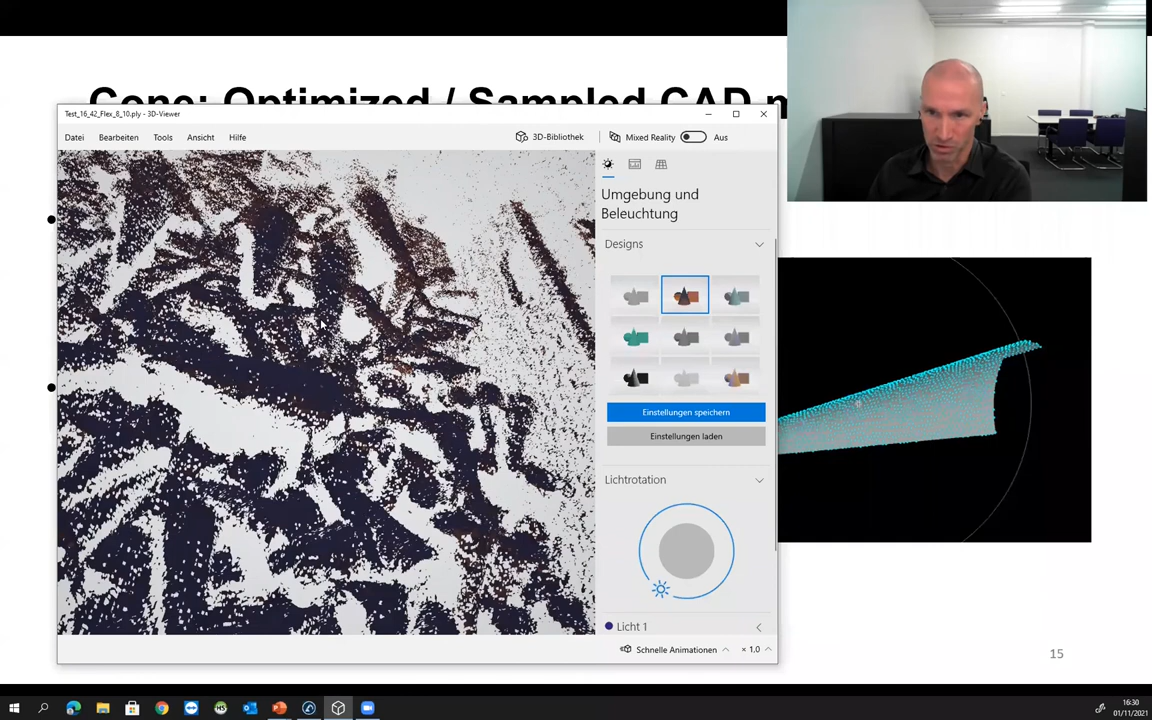 Cone: Optimized / Sampled CAD m
Test_16_42_Flex_8_10.ply - 3D-Viewer
Datei Bearbeiten Tools Ansicht Hilfe 3D-Bibliothek Mixed Reality Aus
Umgebung und
Beleuchtung
Designs
Einstellungen speichern
Einstellungen laden
Lichtrotation
Licht 1
Schnelle Animationen × 1.0
15
HS
16:30
01/11/2021